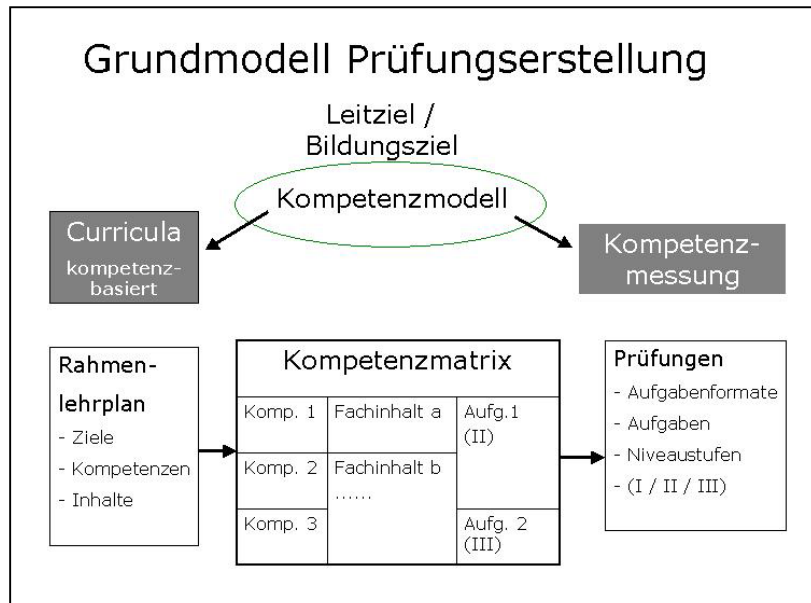 Grundmodell Prüfungserstellung
Leitziel /
Bildungsziel
Kompetenzmodell
Curricula
kompetenz-
basiert
Kompetenz-
messung
Rahmen-
lehrplan
- Ziele
- Kompetenzen
- Inhalte
Kompetenzmatrix
Komp. 1
Fachinhalt a
Aufg.1
(II)
Komp. 2
Fachinhalt b
......
Komp. 3
Aufg. 2
(III)
Prüfungen
- Aufgabenformate
- Aufgaben
- Niveaustufen
- (I / II / III)